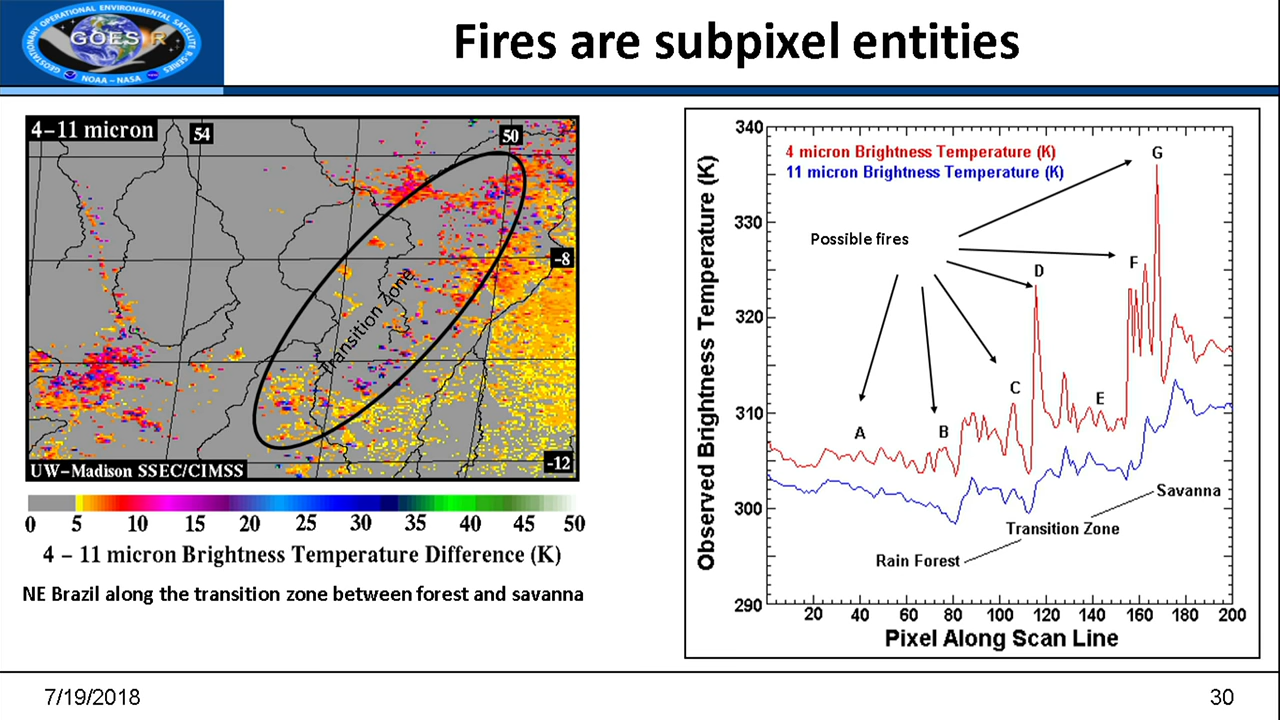 GEOSTATIONARY OPERATIONAL ENVIRONMENTAL SATELLITE R-SERIES
GOES R
NOAA – NASA
Fires are subpixel entities
4–11 micron
54
50
-8
-12
Transition Zone
UW–Madison SSEC/CIMSS
0 5 10 15 20 25 30 35 40 45 50
4 – 11 micron Brightness Temperature Difference (K)
NE Brazil along the transition zone between forest and savanna
Observed Brightness Temperature (K)
340
330
320
310
300
290
4 micron Brightness Temperature (K)
11 micron Brightness Temperature (K)
Possible fires
G
F
D
C
E
A
B
Savanna
Transition Zone
Rain Forest
20 40 60 80 100 120 140 160 180 200
Pixel Along Scan Line
7/19/2018
30